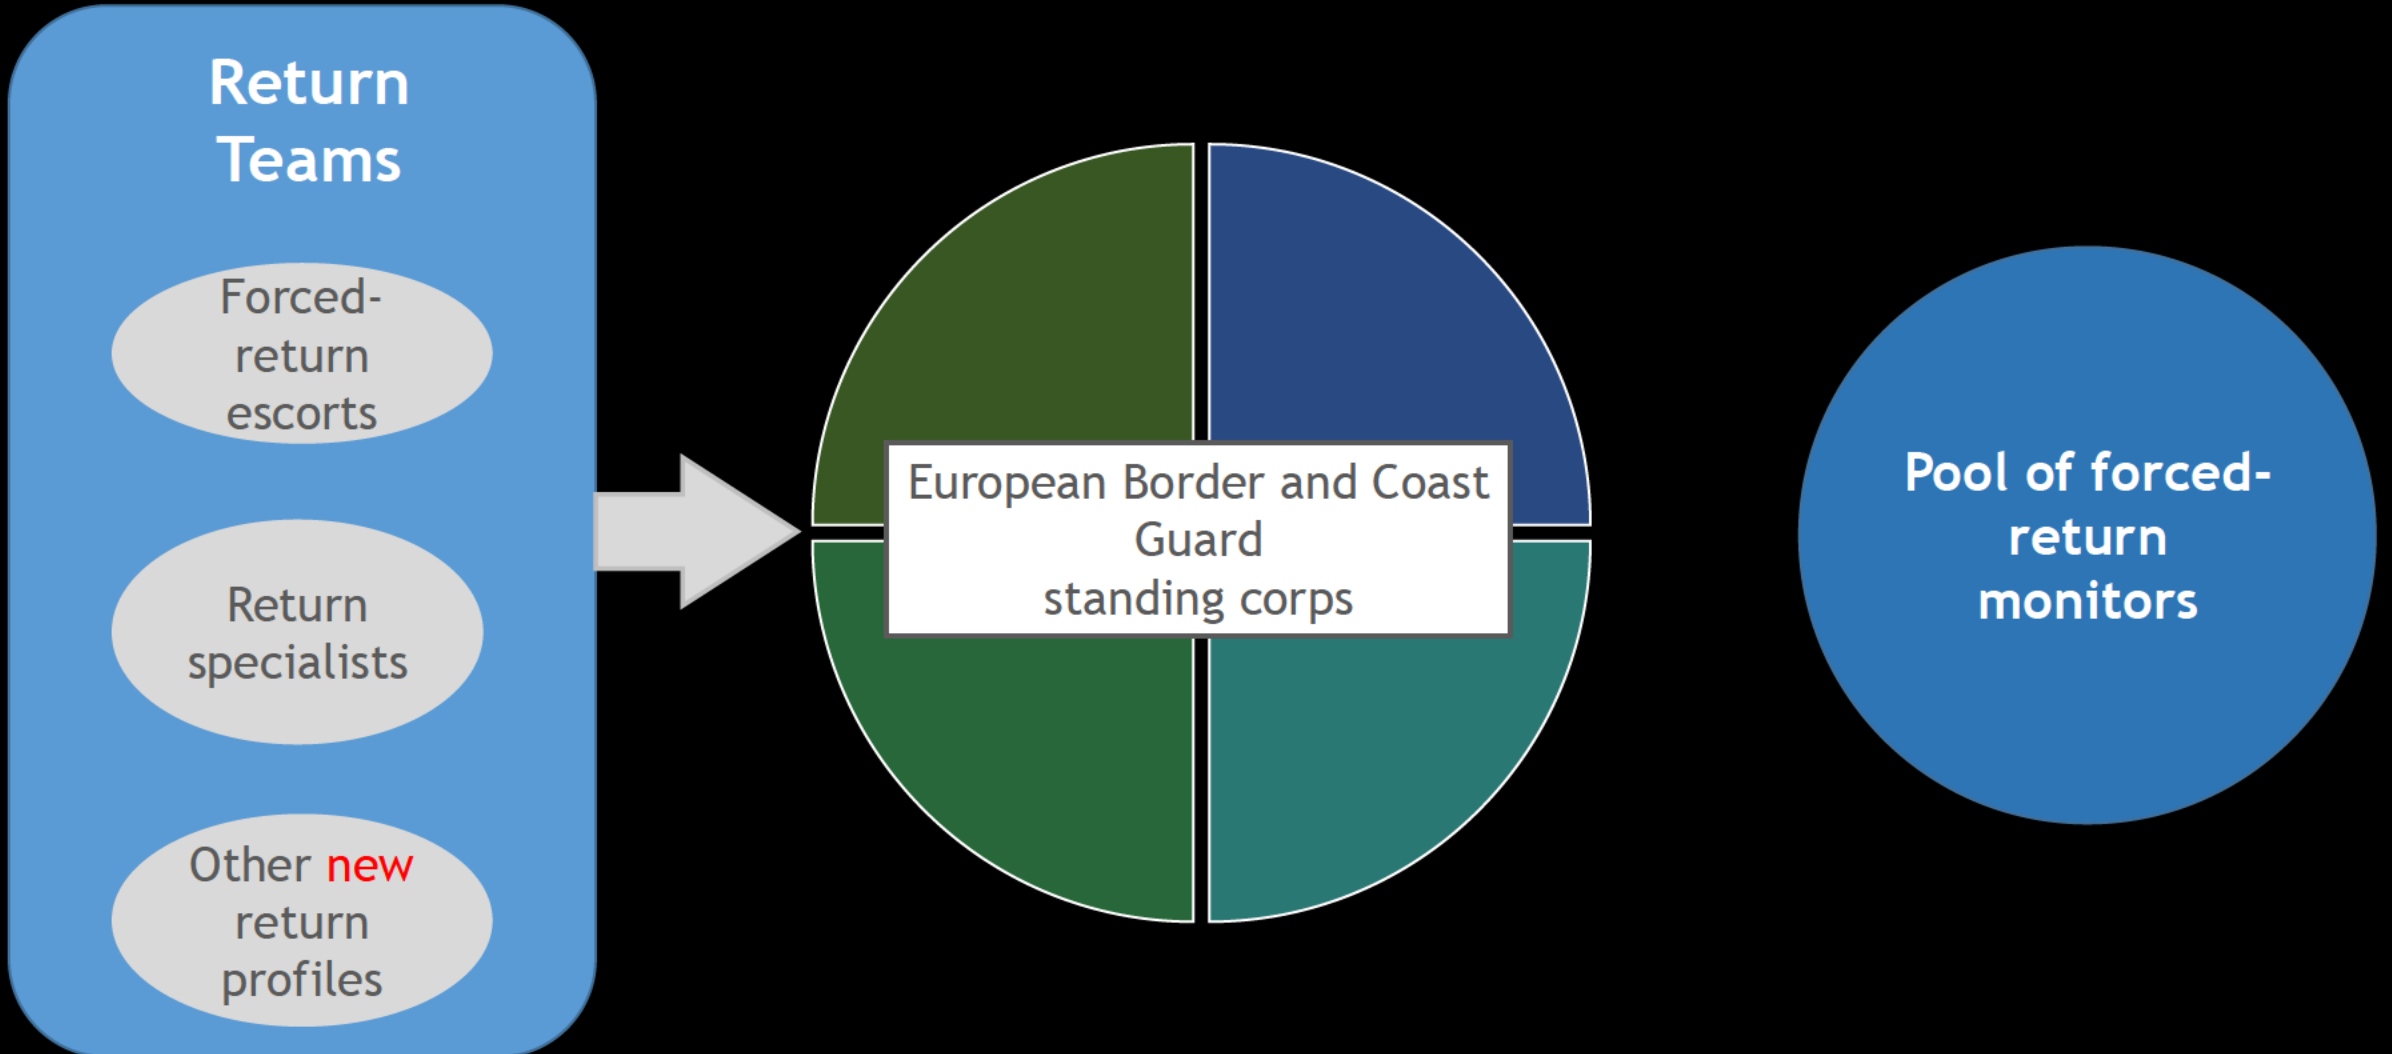 Return
Teams
Forced-
return
escorts
Return
specialists
Other new
return
profiles
European Border and Coast
Guard
standing corps
Pool of forced-
return
monitors